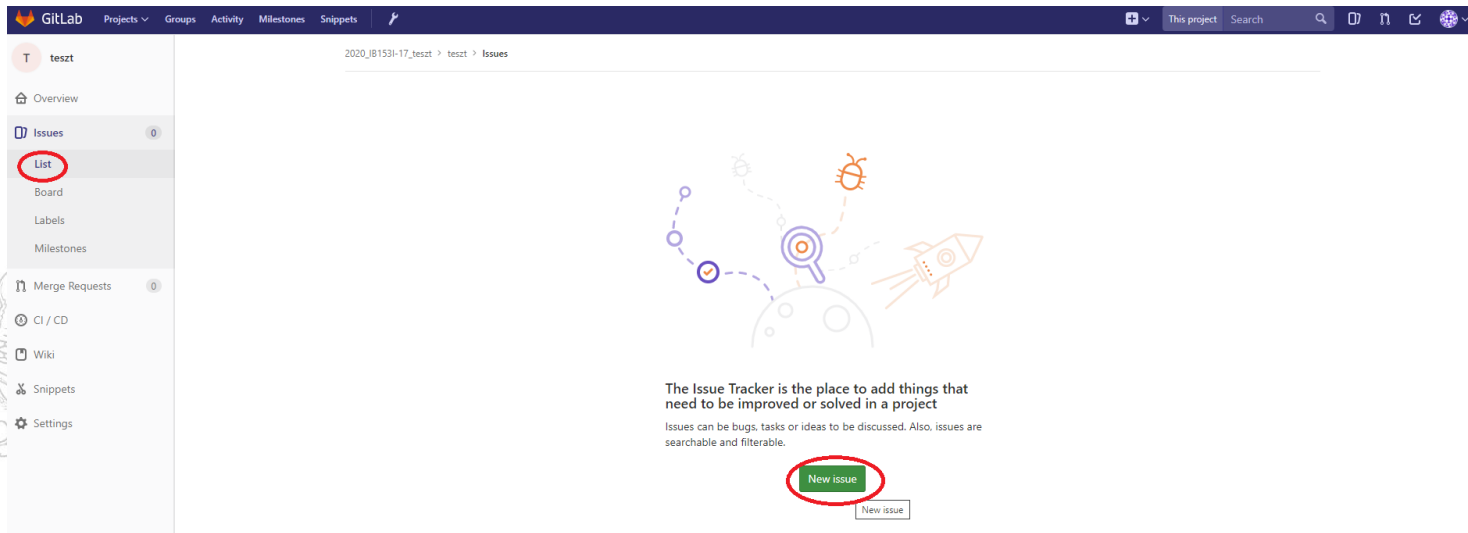 GitLab Projects Groups Activity Milestones Snippets This project Search
T teszt
2020_IB153I-17_teszt > teszt > Issues
Overview
Issues 0
List
Board
Labels
Milestones
Merge Requests 0
CI / CD
Wiki
Snippets
Settings
The Issue Tracker is the place to add things that
need to be improved or solved in a project
Issues can be bugs, tasks or ideas to be discussed. Also, issues are
searchable and filterable.
New issue
New issue